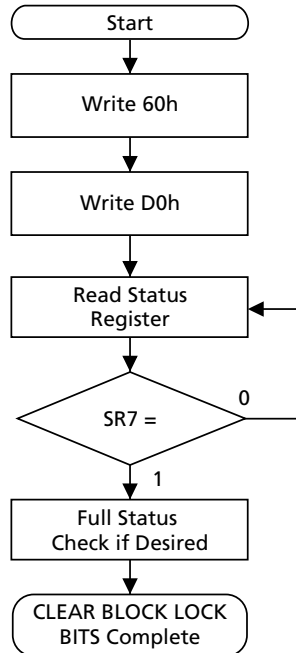 Start
Write 60h
Write D0h
Read Status
Register
SR7 =
0
1
Full Status
Check if Desired
CLEAR BLOCK LOCK
BITS Complete